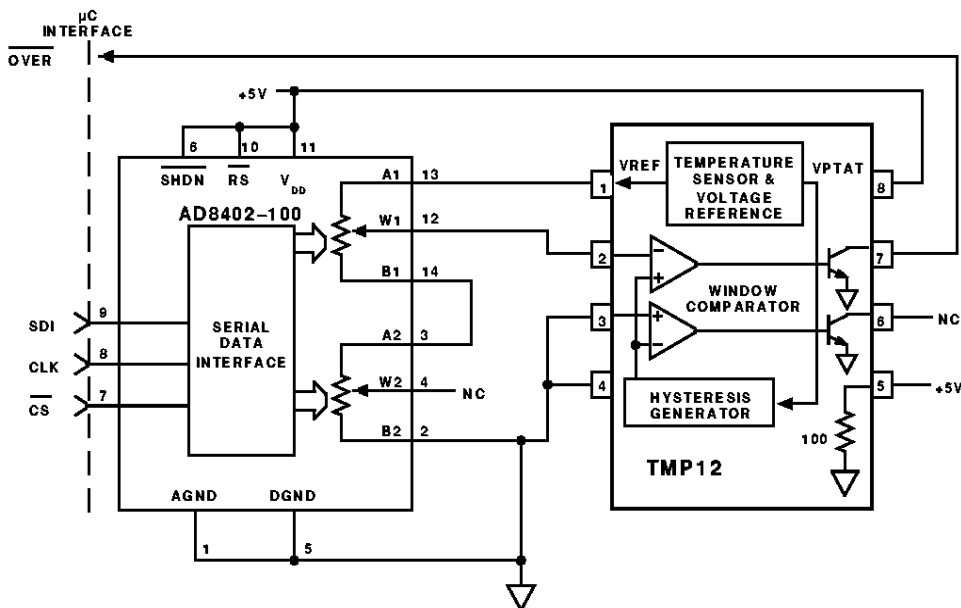 µC
INTERFACE
OVER
+5V
6 10 11
SHDN RS VDD
AD8402–100
A1 13
W1 12
B1 14
A2 3
W2 4 NC
B2 2
SERIAL
DATA
INTERFACE
SDI 9
CLK 8
CS 7
AGND DGND
1 5
VREF
TEMPERATURE
SENSOR &
VOLTAGE
REFERENCE
VPTAT
1
2
3
4
8
7
6 NC
5 +5V
–
+
WINDOW
COMPARATOR
+
–
HYSTERESIS
GENERATOR
100
TMP12